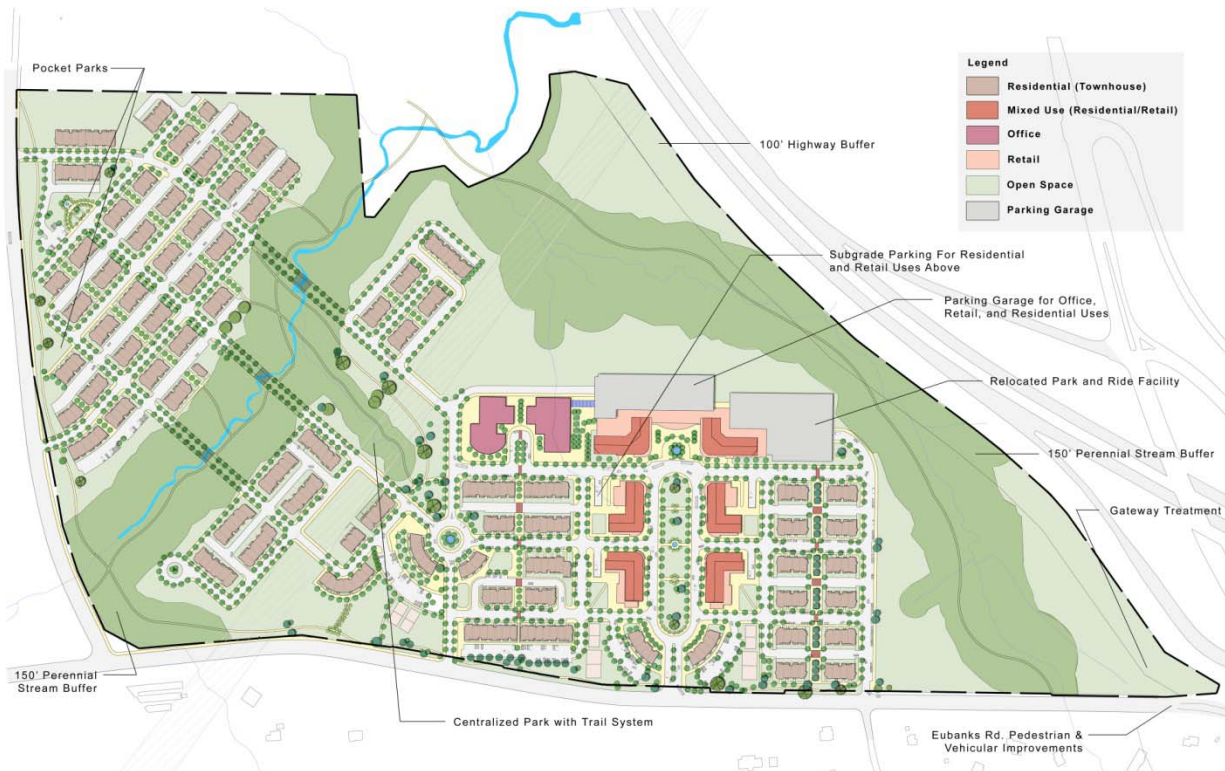 Pocket Parks
Legend
Residential (Townhouse)
Mixed Use (Residential/Retail)
Office
Retail
Open Space
Parking Garage
100' Highway Buffer
Subgrade Parking For Residential
and Retail Uses Above
Parking Garage for Office,
Retail, and Residential Uses
Relocated Park and Ride Facility
150' Perennial Stream Buffer
Gateway Treatment
150' Perennial
Stream Buffer
Centralized Park with Trail System
Eubanks Rd. Pedestrian &
Vehicular Improvements